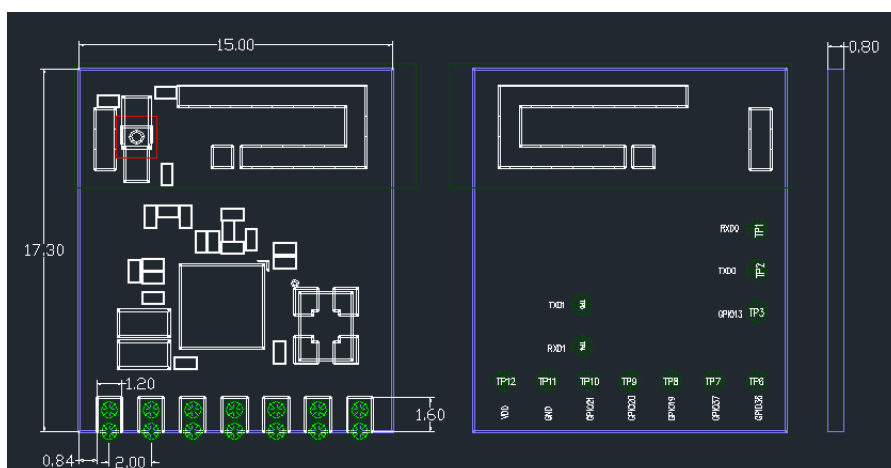 15.00
0.80
17.30
RXD0 TP1
TXD0 TP2
GPIO13 TP3
TXD1
RXD1
1.20
1.60
0.84
2.00
TP12 TP11 TP10 TP9 TP8 TP7 TP6
VDD GND GPIO21 GPIO20 GPIO19 GPIO37 GPIO38